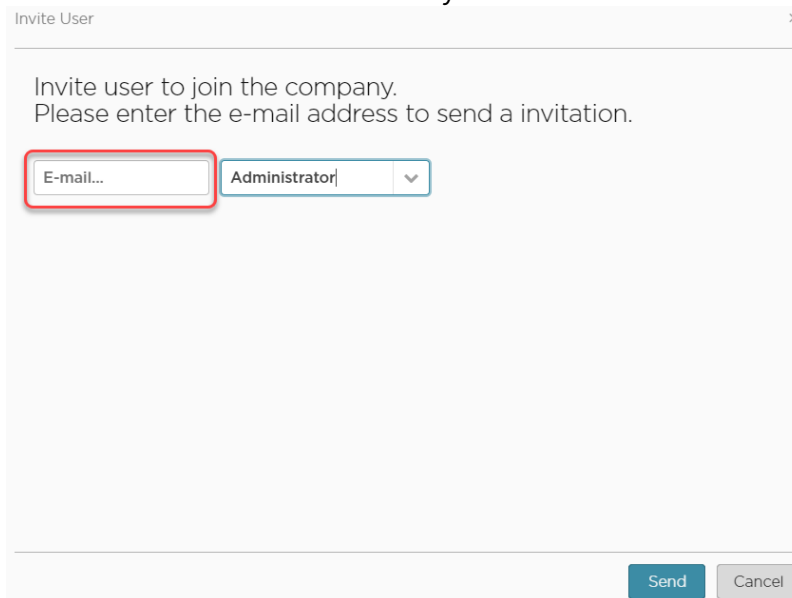 Invite User
Invite user to join the company.
Please enter the e-mail address to send a invitation.
E-mail... Administrator
Send Cancel